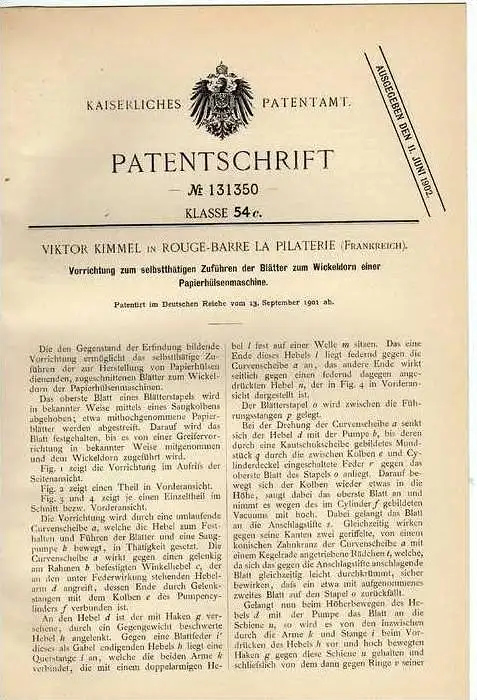 KAISERLICHES PATENTAMT.
AUSGEGEBEN DEN 11. JUNI 1902.
PATENTSCHRIFT
— № 131350 —
KLASSE 54c.
VIKTOR KIMMEL IN ROUGE-BARRE LA PILATERIE (FRANKREICH).
Vorrichtung zum selbstthätigen Zuführen der Blätter zum Wickeldorn einer
Papierhülsenmaschine.
Patentirt im Deutschen Reiche vom 13. September 1901 ab.
Die den Gegenstand der Erfindung bildende
Vorrichtung ermöglicht das selbstthätige Zu-
führen der zur Herstellung von Papierhülsen
dienenden, zugeschnittenen Blätter zum Wickel-
dorn der Papierhülsenmaschinen.
Das oberste Blatt eines Blätterstapels wird
in bekannter Weise mittels eines Saugkolbens
abgehoben, etwa mithochgenommene Papier-
blätter werden abgestreift. Darauf wird das
Blatt festgehalten, bis es von einer Greifervor-
richtung in bekannter Weise mitgenommen
und dem Wickeldorn zugeführt wird.
Fig. 1 zeigt die Vorrichtung im Aufriſs der
Seitenansicht.
Fig. 2 zeigt einen Theil in Vorderansicht.
Fig. 3 und 4 zeigt je einen Einzeltheil im
Schnitt bezw. Vorderansicht.
Die Vorrichtung wird durch eine umlaufende
Curvenscheibe a, welche die Hebel zum Fest-
halten und Führen der Blätter und eine Saug-
pumpe b bewegt, in Thätigkeit gesetzt. Die
Curvenscheibe a wirkt gegen einen gelenkig
am Rahmen b befestigten Winkelhebel c, der
an den unter Federwirkung stehenden Hebel-
arm d angreift, dessen Ende durch Gelenk-
stangen mit dem Kolben e des Pumpency-
linders f verbunden ist.
An den Hebel d ist der mit Haken g ver-
sehene, durch ein Gegengewicht beschwerte
Hebel h angelenkt. Gegen eine Blattfeder i'
dieses als Gabel endigenden Hebels h liegt eine
Querstange i an, welche die beiden Arme k
verbindet, die mit einem doppelarmigen He-
bel l fest auf einer Welle m sitzen. Das eine
Ende dieses Hebels l liegt federnd gegen die
Curvenscheibe a an, das andere Ende wirkt
seitlich gegen einen federnd dagegen ange-
drückten Hebel n, der in Fig. 4 in Vorderan-
sicht dargestellt ist.
Der Blätterstapel o wird zwischen die Füh-
rungsstangen p gelegt.
Bei der Drehung der Curvenscheibe a senkt
sich der Hebel d mit der Pumpe b, bis deren
durch eine Kautschukscheibe gebildetes Mund-
stück q durch die zwischen Kolben e und Cy-
linderdeckel eingeschaltete Feder r gegen das
oberste Blatt des Stapels o anliegt. Darauf be-
wegt sich der Kolben wieder etwas in die
Höhe, saugt dabei das oberste Blatt an und
nimmt es wegen des im Cylinder f gebildeten
Vacuums mit hoch. Dabei gelangt das Blatt
an die Anschlagstifte s. Gleichzeitig wirken
gegen seine Kanten zwei geriffelte, von einem
konischen Zahnkranz der Curvenscheibe a mit
einem Kegelrade angetriebene Rädchen t, welche,
da sich das gegen die Anschlagstifte anschlagende
Blatt gleichzeitig leicht durchkrümmt, sicher
bewirken, daſs ein etwa mit aufgenommenes
zweites Blatt auf den Stapel o zurückfällt.
Gelangt nun beim Höherbewegen des He-
bels d mit der Pumpe das Blatt an die
Schiene u, so wird es von den inzwischen
durch die Arme k und Stange i beim Vor-
drücken des Hebels h vor und hoch bewegten
Haken g gegen diese Schiene u gehalten und
schlieſslich von dem dann gegen Ringe v seiner